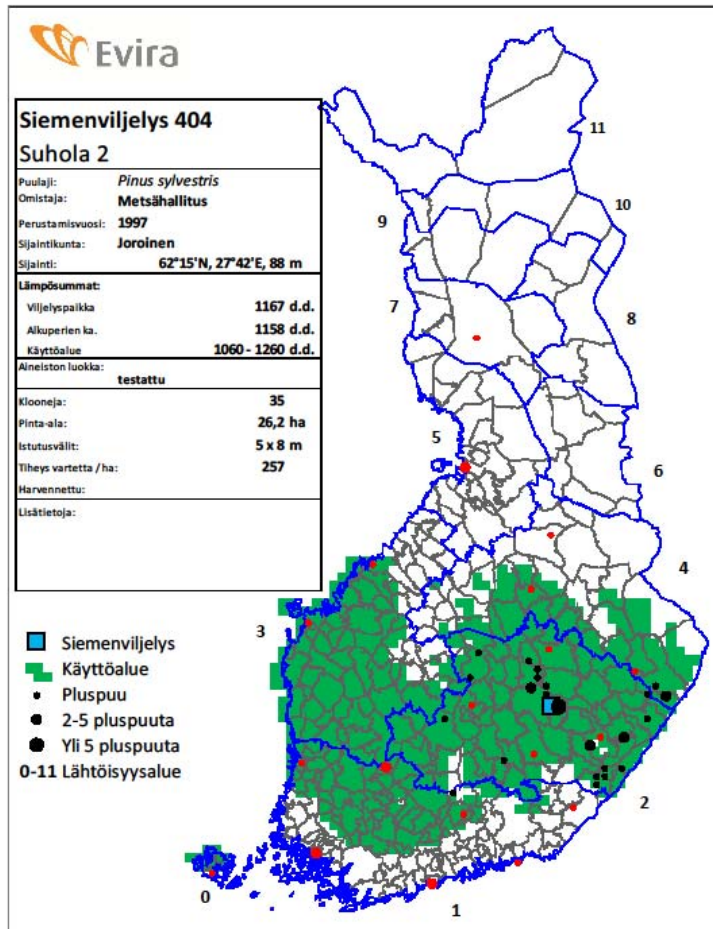 Evira
Siemenviljelys 404
Suhola 2
Puulaji: Pinus sylvestris
Omistaja: Metsähallitus
Perustamisvuosi: 1997
Sijaintikunta: Joroinen
Sijainti: 62°15'N, 27°42'E, 88 m
Lämpösummat:
Viljelyspaikka 1167 d.d.
Alkuperien ka. 1158 d.d.
Käyttöalue 1060 - 1260 d.d.
Aineiston luokka:
testattu
Klooneja: 35
Pinta-ala: 26,2 ha
Istutusvälit: 5 x 8 m
Tiheys vartetta / ha: 257
Harvennettu:
Lisätietoja:
11
10
9
7
8
5
6
4
3
2
0
1
Siemenviljelys
Käyttöalue
Pluspuu
2-5 pluspuuta
Yli 5 pluspuuta
0-11 Lähtöisyysalue